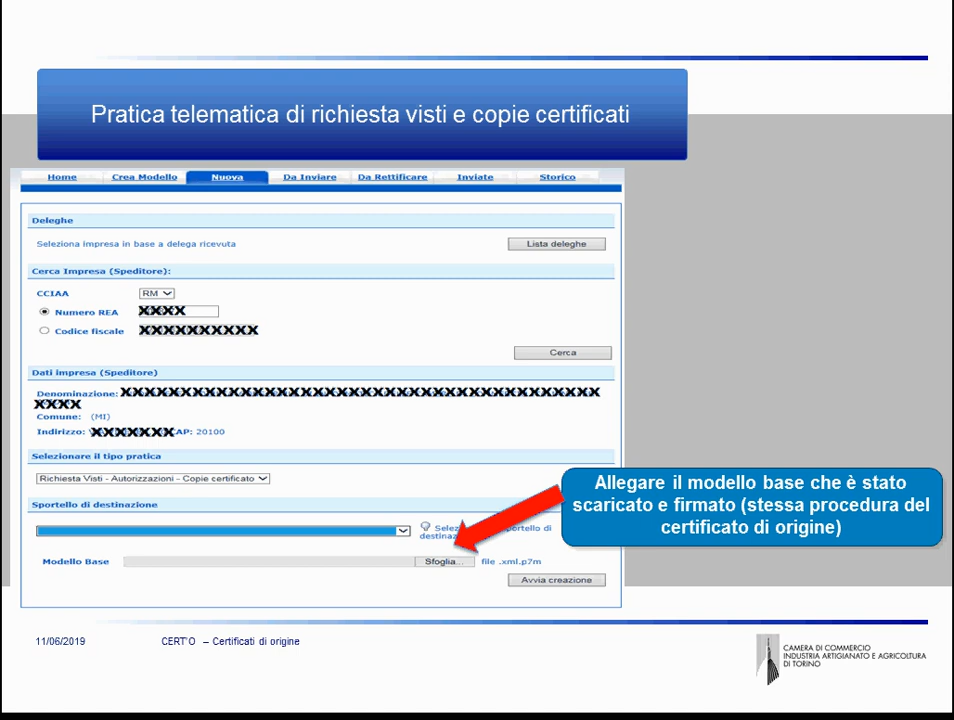 Pratica telematica di richiesta visti e copie certificati
Home Crea Modello Nuova Da Inviare Da Rettificare Inviate Storico
Deleghe
Seleziona impresa in base a delega ricevuta Lista deleghe
Cerca Impresa (Speditore):
CCIAA RM
Numero REA XXXX
Codice fiscale XXXXXXXXXX
Cerca
Dati impresa (Speditore)
Denominazione: XXXXXXXXXXXXXXXXXXXXXXXXXXXXXXXXXXXXXXXX
XXXX
Comune: (MI)
Indirizzo: XXXXXXX AP: 20100
Selezionare il tipo pratica
Richiesta Visti - Autorizzazioni - Copie certificato
Allegare il modello base che è stato
scaricato e firmato (stessa procedura del
certificato di origine)
Sportello di destinazione
Modello Base Sfoglia... file .xml.p7m
Avvia creazione
11/06/2019 CERT'O – Certificati di origine
CAMERA DI COMMERCIO
INDUSTRIA ARTIGIANATO E AGRICOLTURA
DI TORINO